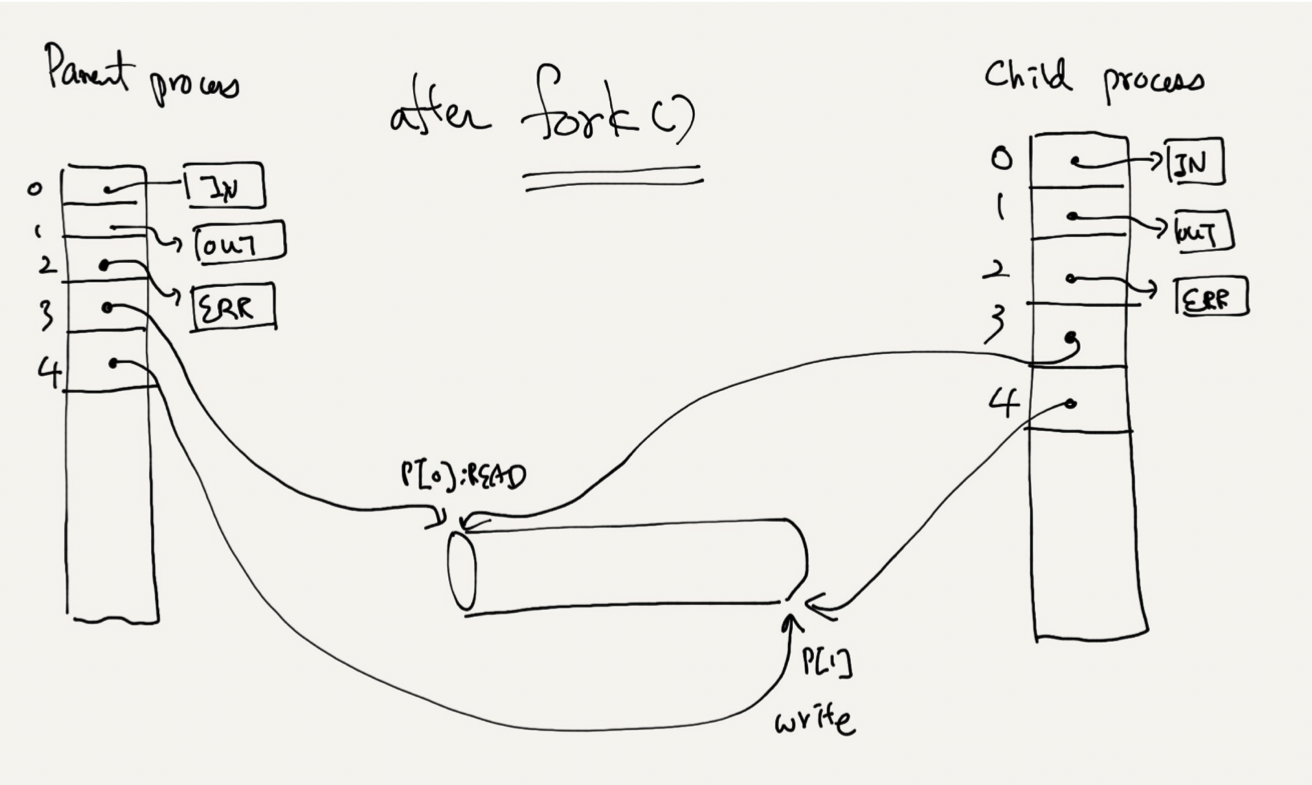 Parent process
after fork()
Child process
0 IN
1 OUT
2 ERR
3
4
0 IN
1 OUT
2 ERR
3
4
P[0]:READ
P[1]
write